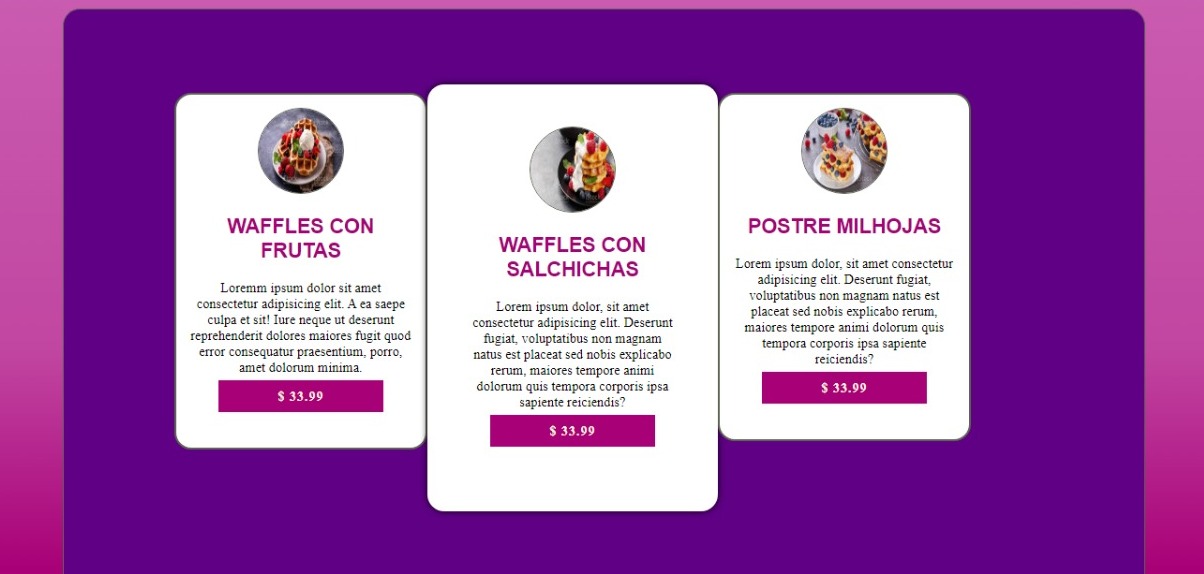 WAFFLES CON
FRUTAS
Loremm ipsum dolor sit amet
consectetur adipisicing elit. A ea saepe
culpa et sit! Iure neque ut deserunt
reprehenderit dolores maiores fugit quod
error consequatur praesentium, porro,
amet dolorum minima.
$ 33.99
WAFFLES CON
SALCHICHAS
Lorem ipsum dolor, sit amet
consectetur adipisicing elit. Deserunt
fugiat, voluptatibus non magnam
natus est placeat sed nobis explicabo
rerum, maiores tempore animi
dolorum quis tempora corporis ipsa
sapiente reiciendis?
$ 33.99
POSTRE MILHOJAS
Lorem ipsum dolor, sit amet consectetur
adipisicing elit. Deserunt fugiat,
voluptatibus non magnam natus est
placeat sed nobis explicabo rerum,
maiores tempore animi dolorum quis
tempora corporis ipsa sapiente
reiciendis?
$ 33.99